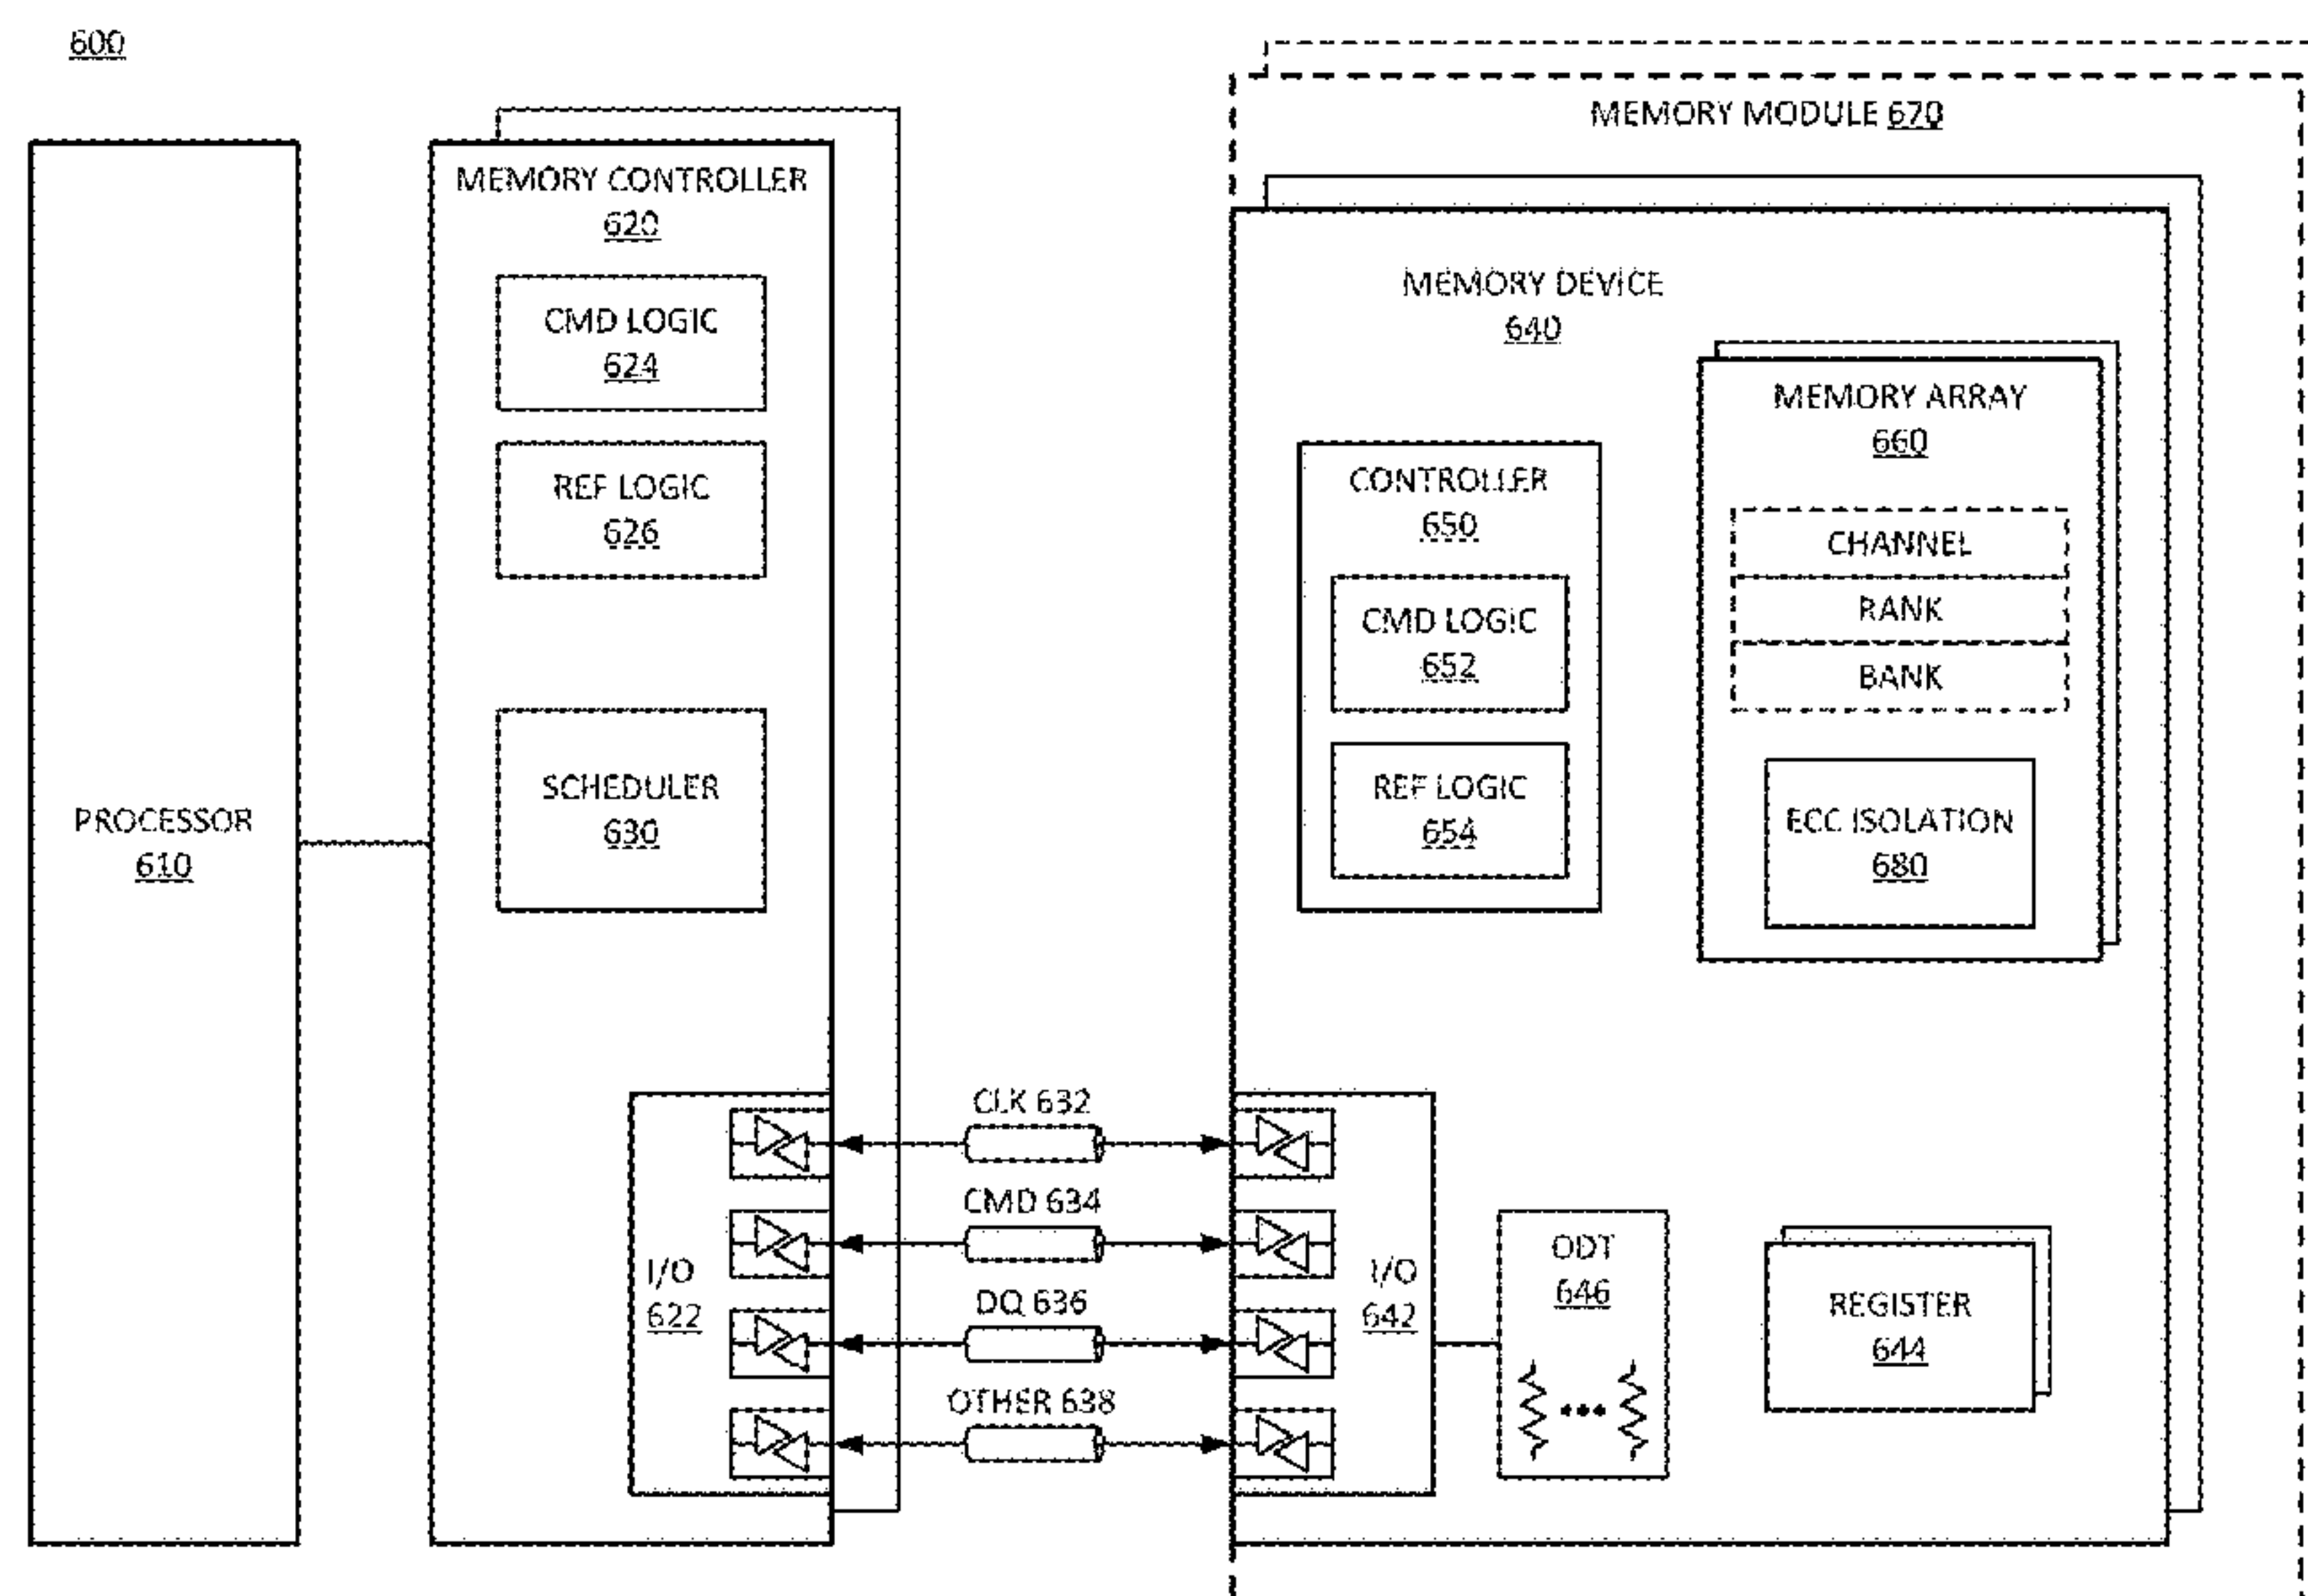 600
MEMORY MODULE 670
MEMORY CONTROLLER
620
CMD LOGIC
624
REF LOGIC
626
SCHEDULER
630
PROCESSOR
610
I/O
622
CLK 632
CMD 634
DQ 636
OTHER 638
MEMORY DEVICE
640
CONTROLLER
650
CMD LOGIC
652
REF LOGIC
654
MEMORY ARRAY
660
CHANNEL
RANK
BANK
ECC ISOLATION
680
I/O
642
ODT
646
REGISTER
644